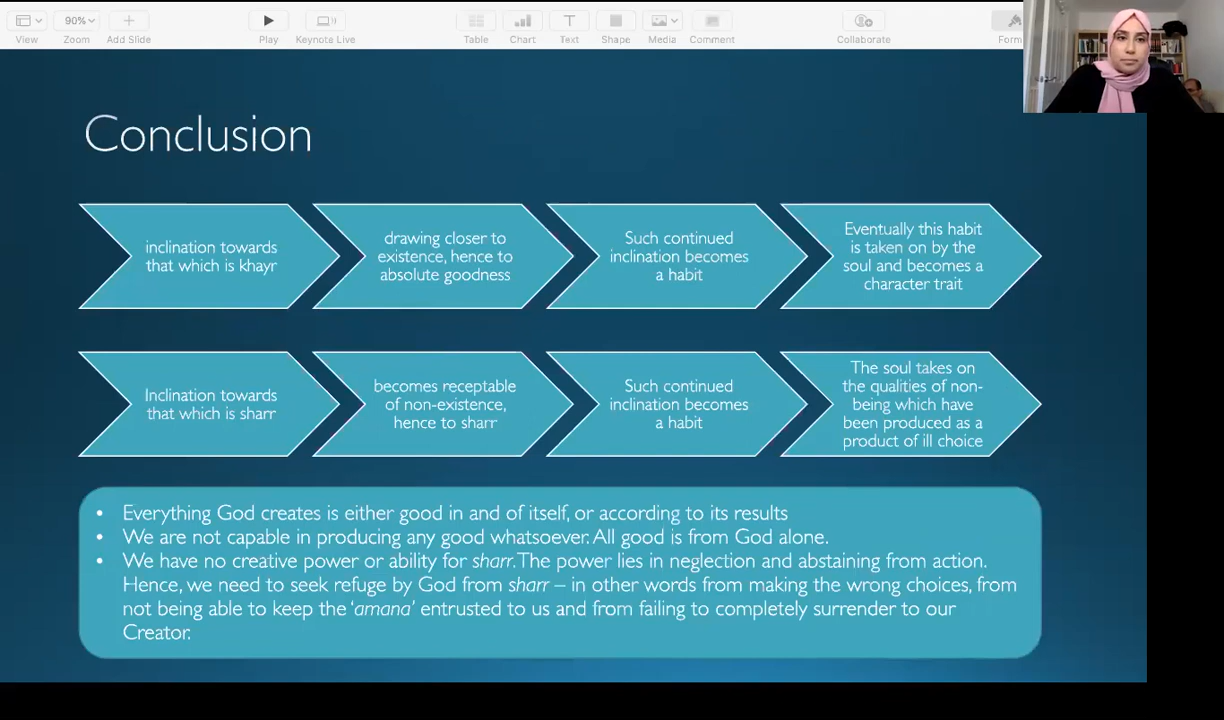 90%
View
Zoom
Add Slide
Play
Keynote Live
Table
Chart
Text
Shape
Media
Comment
Collaborate
Form
Conclusion
inclination towards
that which is khayr
drawing closer to
existence, hence to
absolute goodness
Such continued
inclination becomes
a habit
Eventually this habit
is taken on by the
soul and becomes a
character trait
Inclination towards
that which is sharr
becomes receptable
of non-existence,
hence to sharr
Such continued
inclination becomes
a habit
The soul takes on
the qualities of non-
being which have
been produced as a
product of ill choice
• Everything God creates is either good in and of itself, or according to its results
• We are not capable in producing any good whatsoever. All good is from God alone.
• We have no creative power or ability for sharr. The power lies in neglection and abstaining from action.
Hence, we need to seek refuge by God from sharr – in other words from making the wrong choices, from
not being able to keep the ‘amana’ entrusted to us and from failing to completely surrender to our
Creator.